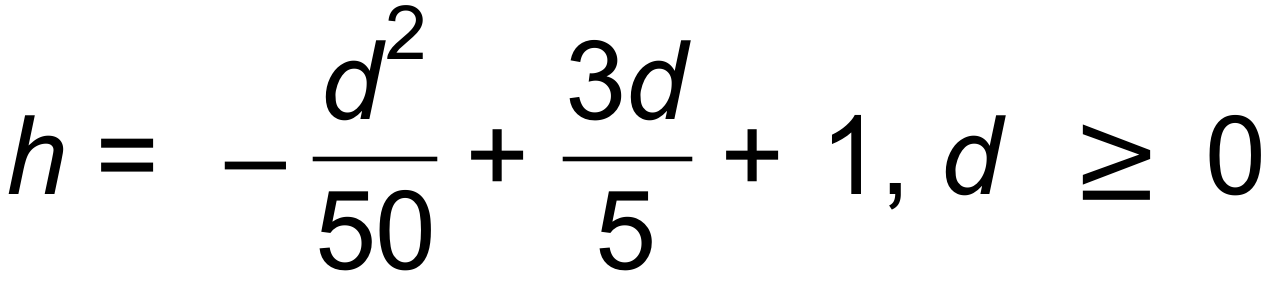 h = − d²/50 + 3d/5 + 1, d ≥ 0